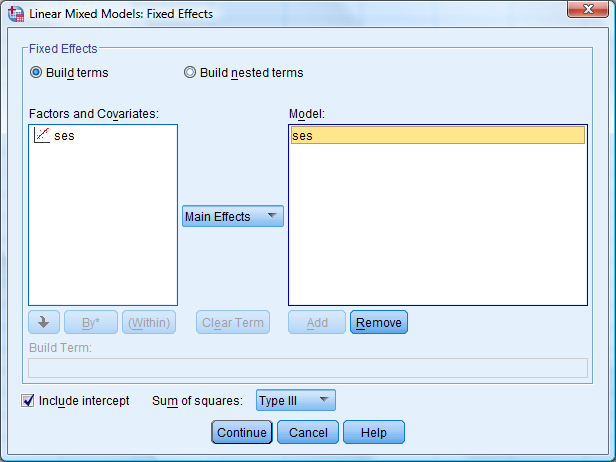 Linear Mixed Models: Fixed Effects
Fixed Effects
Build terms
Build nested terms
Factors and Covariates:
Model:
ses
ses
Main Effects
By*
(Within)
Clear Term
Add
Remove
Build Term:
Include intercept
Sum of squares:
Type III
Continue
Cancel
Help